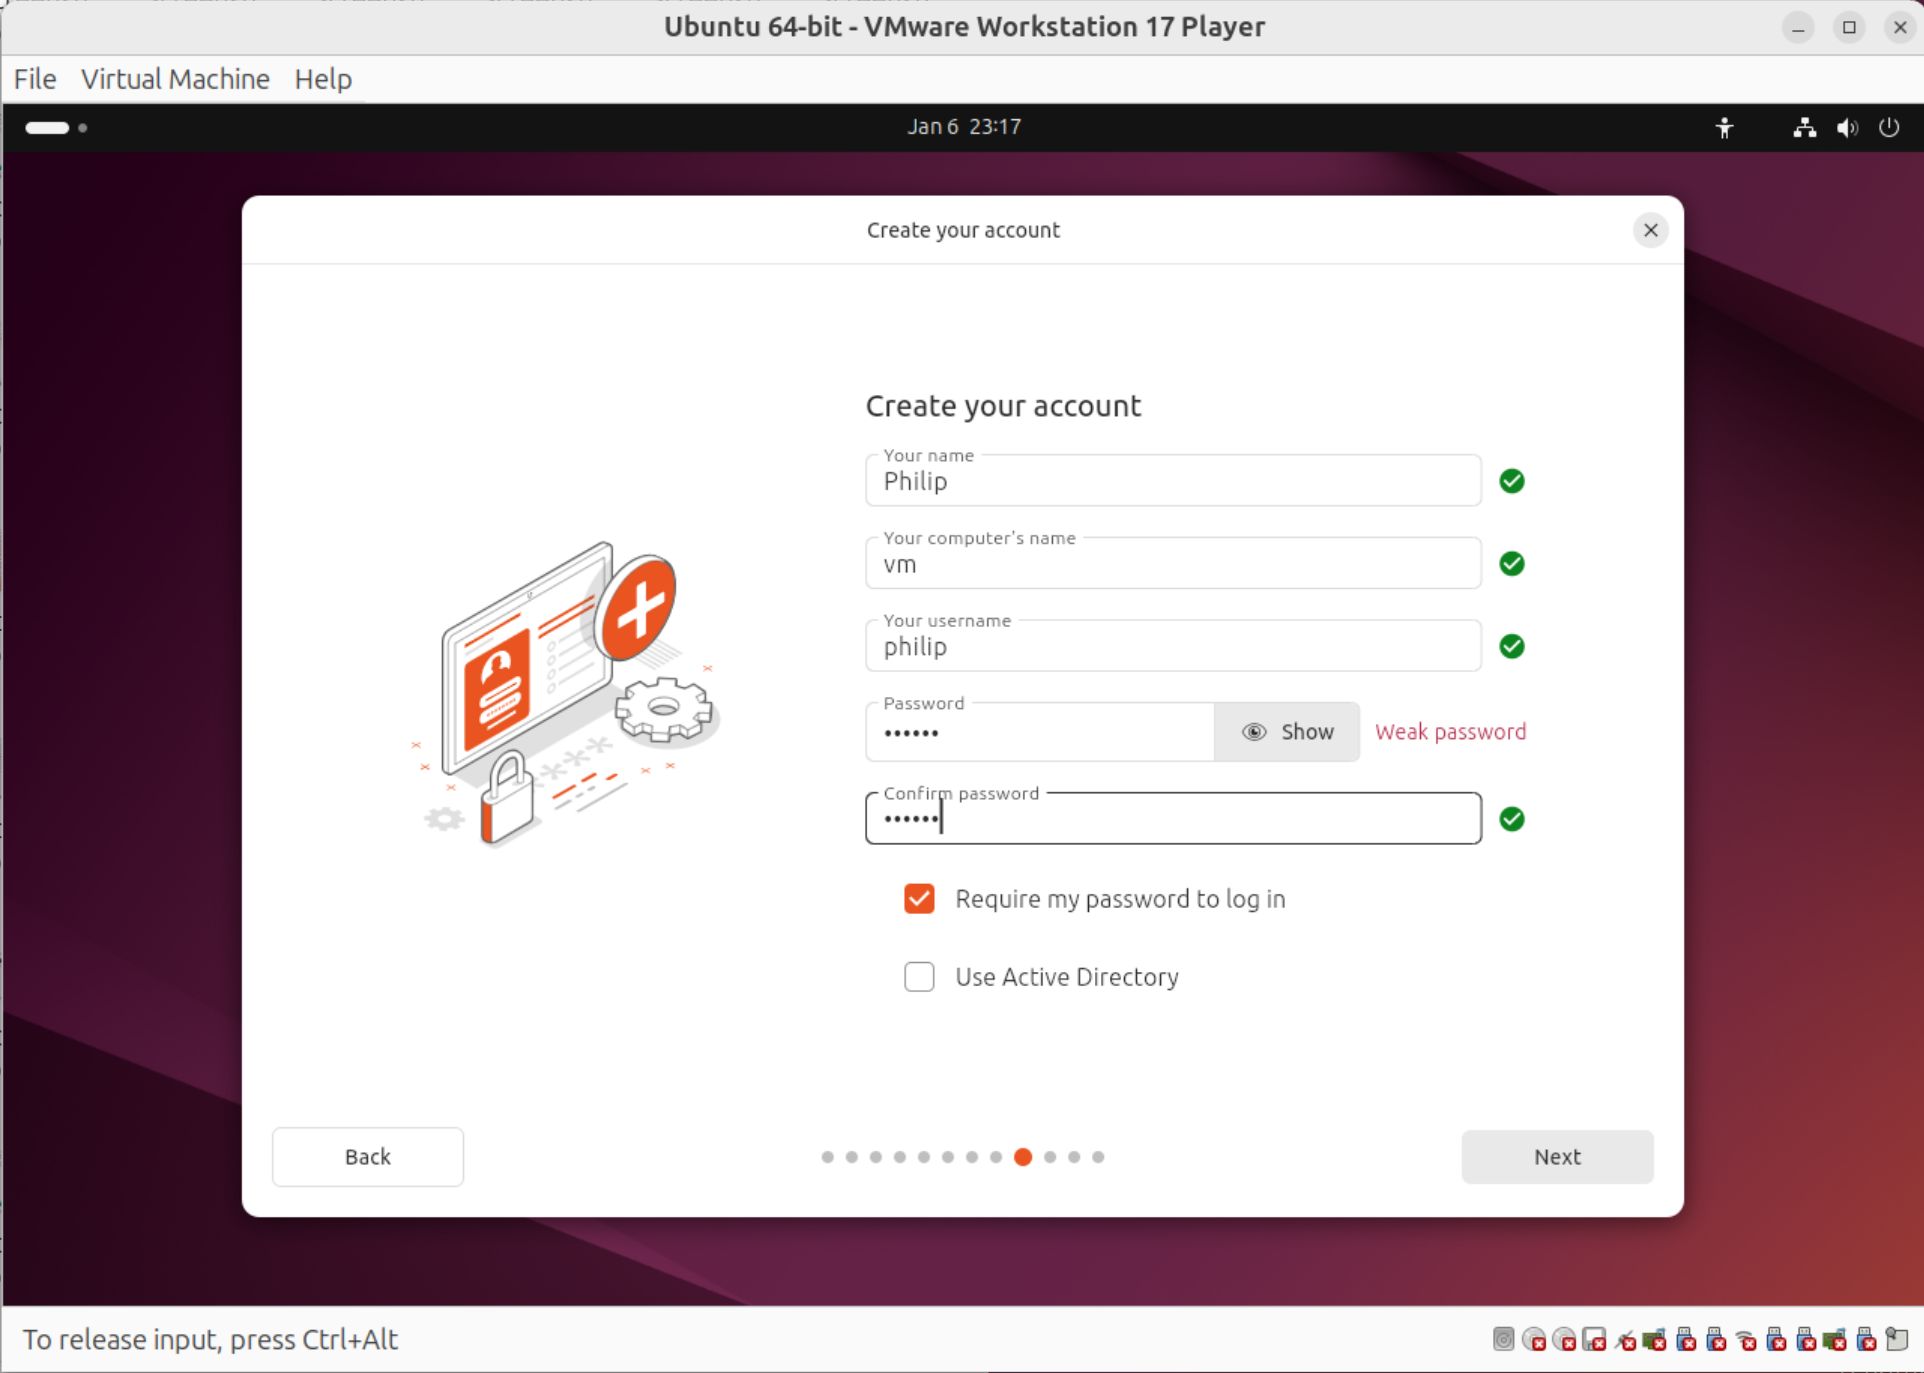 Ubuntu 64-bit - VMware Workstation 17 Player
File Virtual Machine Help
Jan 6 23:17
Create your account
Create your account
Your name
Philip
Your computer's name
vm
Your username
philip
Password
••••••
Show
Weak password
Confirm password
••••••
Require my password to log in
Use Active Directory
Back
Next
To release input, press Ctrl+Alt